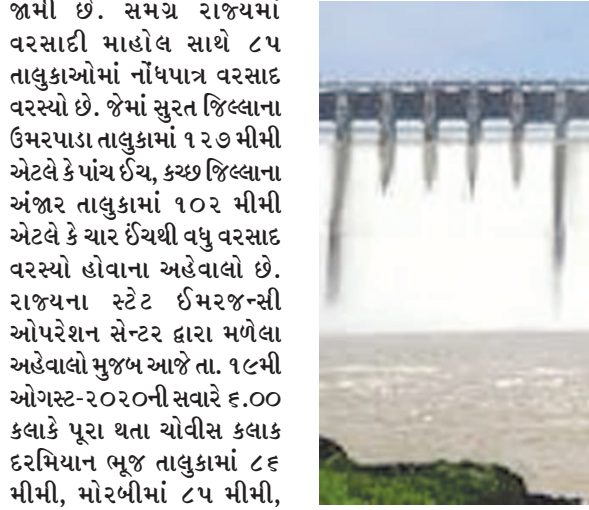 જામી છે. સમગ્ર રાજ્યમાં
વરસાદી માહોલ સાથે ૮૫
તાલુકાઓમાં નોંધપાત્ર વરસાદ
વરસ્યો છે. જેમાં સુરત જિલ્લાના
ઉમરપાડા તાલુકામાં ૧૨૭ મીમી
એટલે કે પાંચ ઈચ, કચ્છ જિલ્લાના
અંજાર તાલુકામાં ૧૦૨ મીમી
એટલે કે ચાર ઈંચથી વધુ વરસાદ
વરસ્યો હોવાના અહેવાલો છે.
રાજ્યના સ્ટેટ ઈમરજન્સી
ઓપરેશન સેન્ટર દ્વારા મળેલા
અહેવાલો મુજબ આજે તા. ૧૯મી
ઓગસ્ટ-૨૦૨૦ની સવારે ૬.૦૦
કલાકે પૂરા થતા ચોવીસ કલાક
દરમિયાન ભૂજ તાલુકામાં ૮૬
મીમી, મોરબીમાં ૮૫ મીમી,